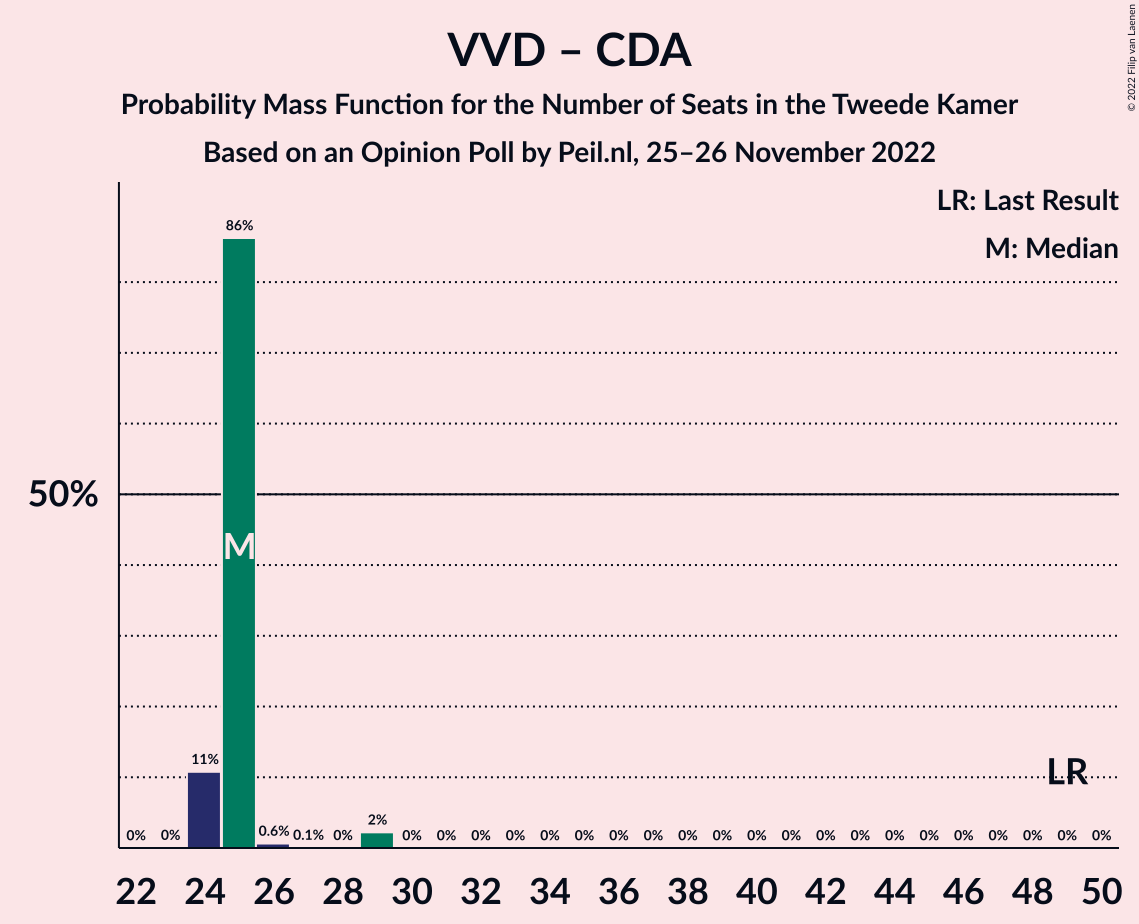 VVD – CDA
Probability Mass Function for the Number of Seats in the Tweede Kamer
Based on an Opinion Poll by Peil.nl, 25–26 November 2022
© 2022 Filip van Laenen
LR: Last Result
M: Median
50%
M
LR
0% 0% 11% 86% 0.6% 0.1% 0% 2% 0% 0% 0% 0% 0% 0% 0% 0% 0% 0% 0% 0% 0% 0% 0% 0% 0% 0% 0% 0% 0%
22 24 26 28 30 32 34 36 38 40 42 44 46 48 50